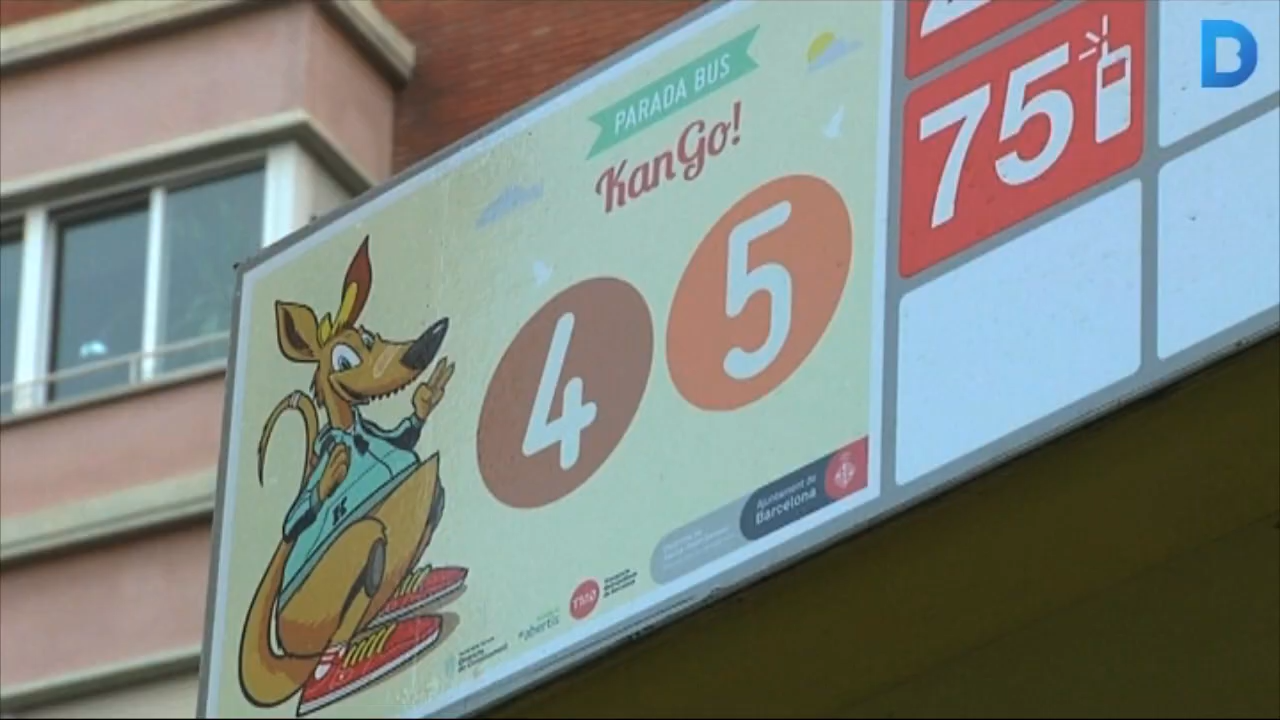 PARADA BUS
KanGo!
4 5
K
Ajuntament de
Barcelona
abertis
TMB
75
B